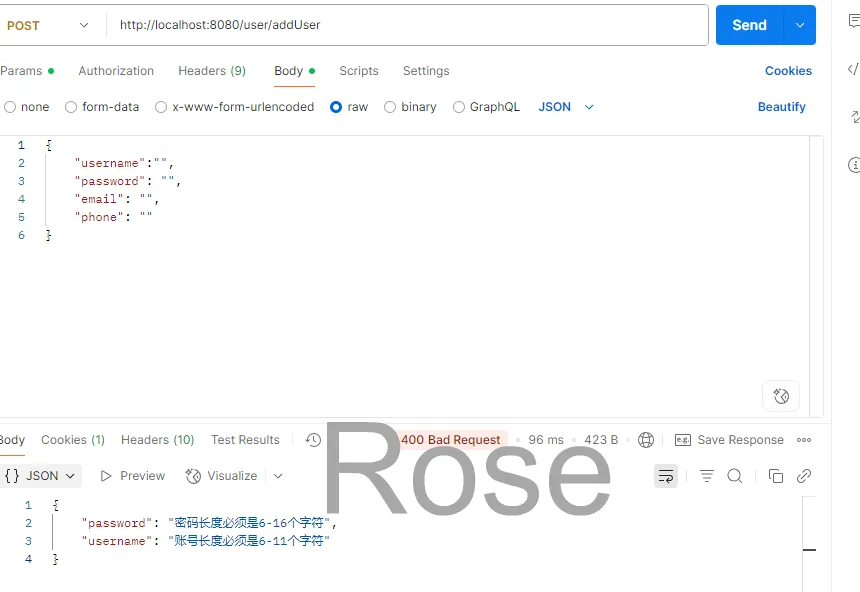 POST http://localhost:8080/user/addUser Send
Params Authorization Headers (9) Body Scripts Settings Cookies
none form-data x-www-form-urlencoded raw binary GraphQL JSON Beautify
1 {
2 "username":"",
3 "password": "",
4 "email": "",
5 "phone": ""
6 }
Body Cookies (1) Headers (10) Test Results 400 Bad Request 96 ms 423 B e.g. Save Response
{} JSON Preview Visualize
Rose
1 {
2 "password": "密码长度必须是6-16个字符",
3 "username": "账号长度必须是6-11个字符"
4 }